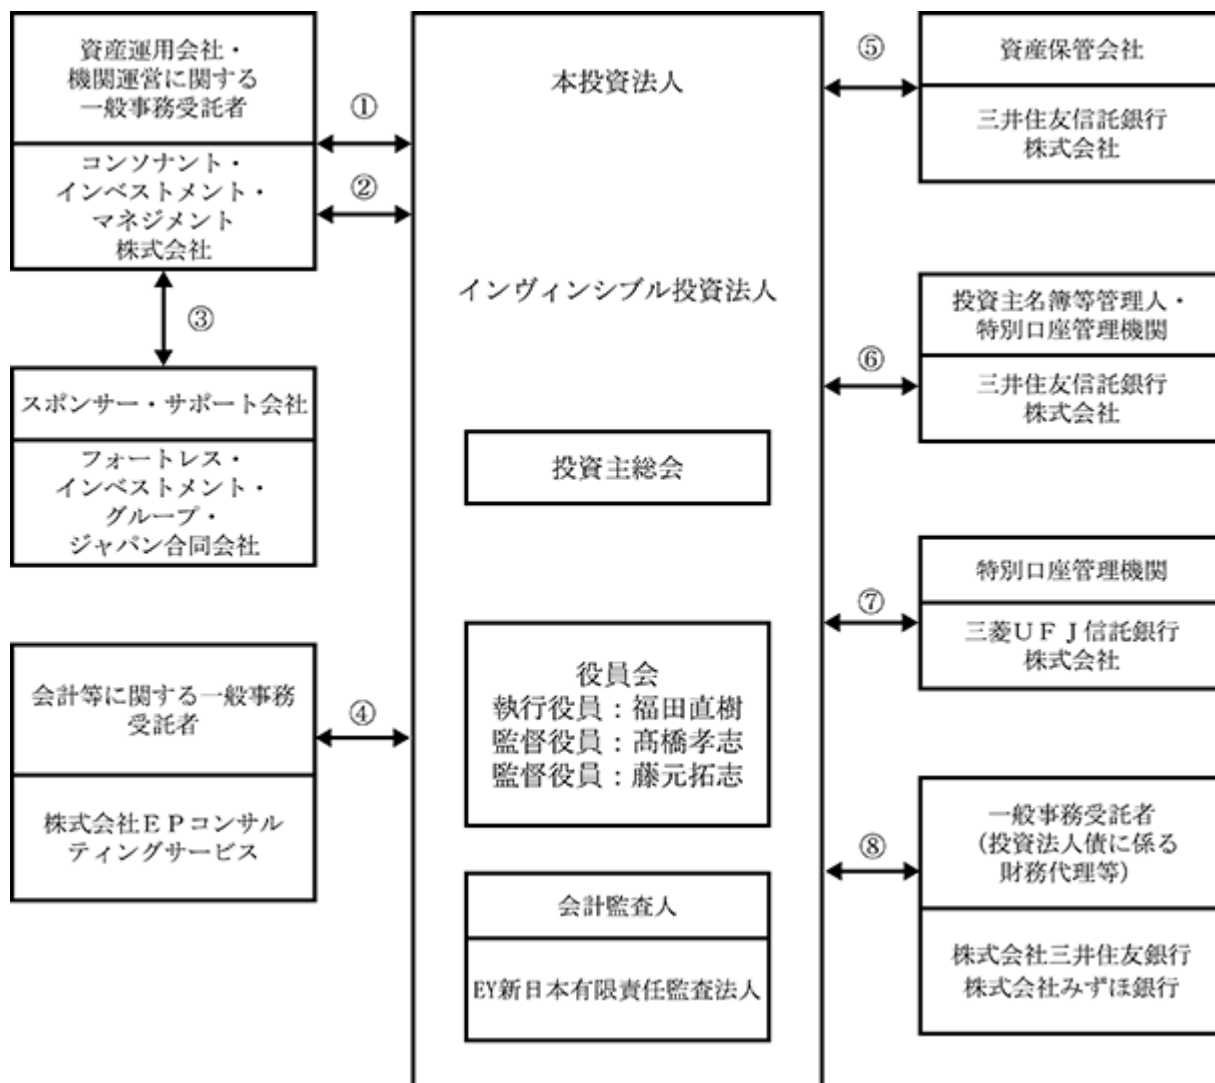 資産運用会社・
機関運営に関する
一般事務受託者
コンソナント・
インベストメント・
マネジメント
株式会社
①
②
③
スポンサー・サポート会社
フォートレス・
インベストメント・
グループ・
ジャパン合同会社
会計等に関する一般事務
受託者
株式会社ＥＰコンサル
ティングサービス
④
本投資法人
インヴィンシブル投資法人
投資主総会
役員会
執行役員：福田直樹
監督役員：髙橋孝志
監督役員：藤元拓志
会計監査人
EY新日本有限責任監査法人
⑤
資産保管会社
三井住友信託銀行
株式会社
⑥
投資主名簿等管理人・
特別口座管理機関
三井住友信託銀行
株式会社
⑦
特別口座管理機関
三菱ＵＦＪ信託銀行
株式会社
⑧
一般事務受託者
（投資法人債に係る
財務代理等）
株式会社三井住友銀行
株式会社みずほ銀行